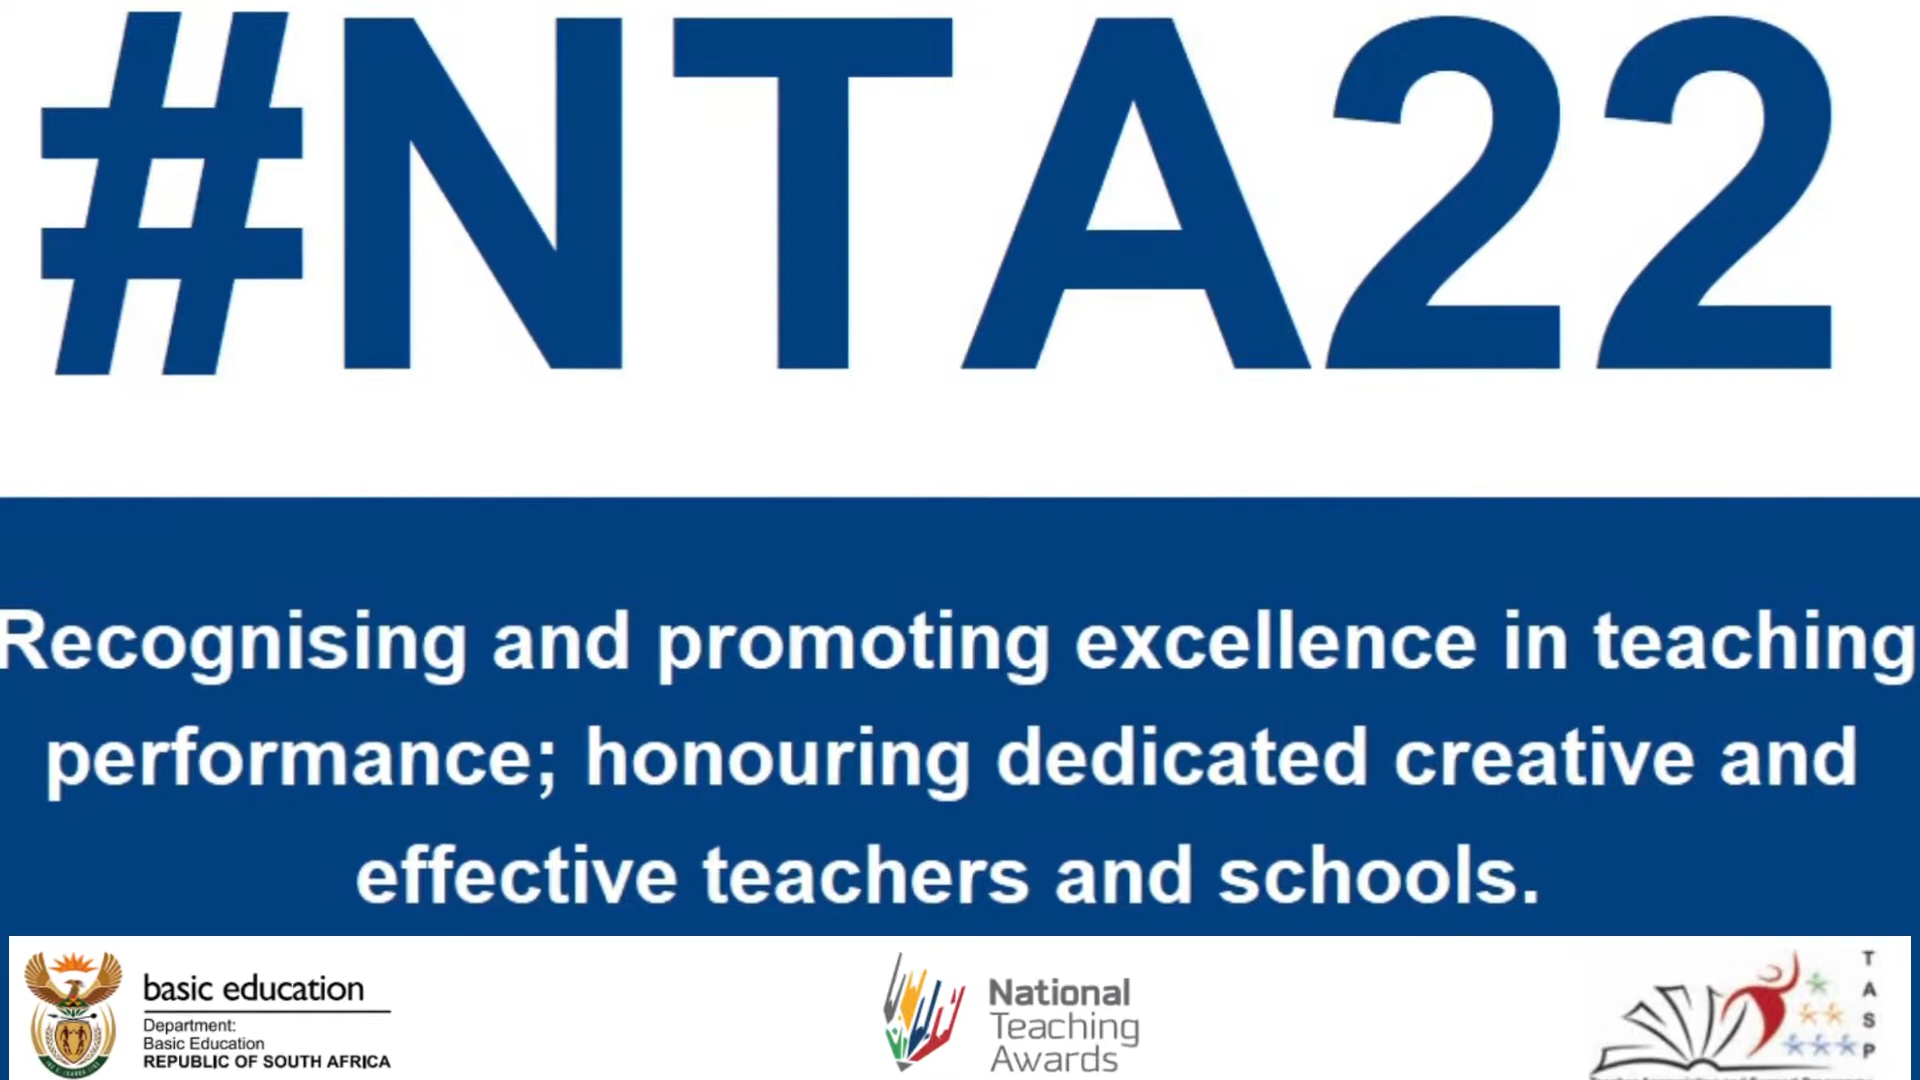 #NTA22
Recognising and promoting excellence in teaching
performance; honouring dedicated creative and
effective teachers and schools.
basic education
Department:
Basic Education
REPUBLIC OF SOUTH AFRICA
National
Teaching
Awards
T
A
S
P